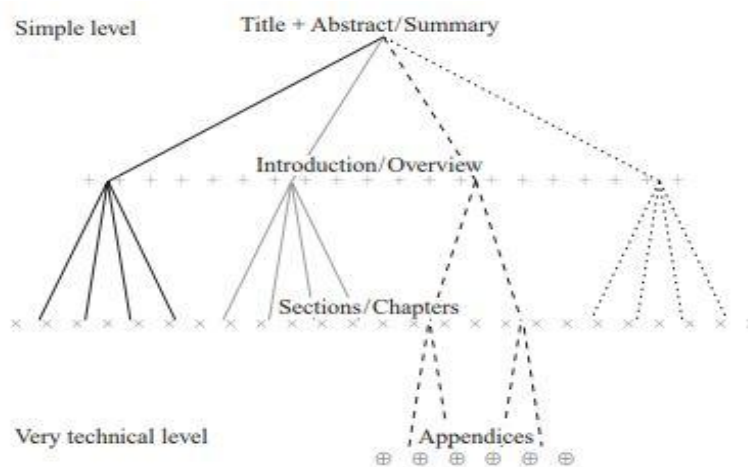 Simple level
Title + Abstract/Summary
Introduction/Overview
Sections/Chapters
Very technical level
Appendices